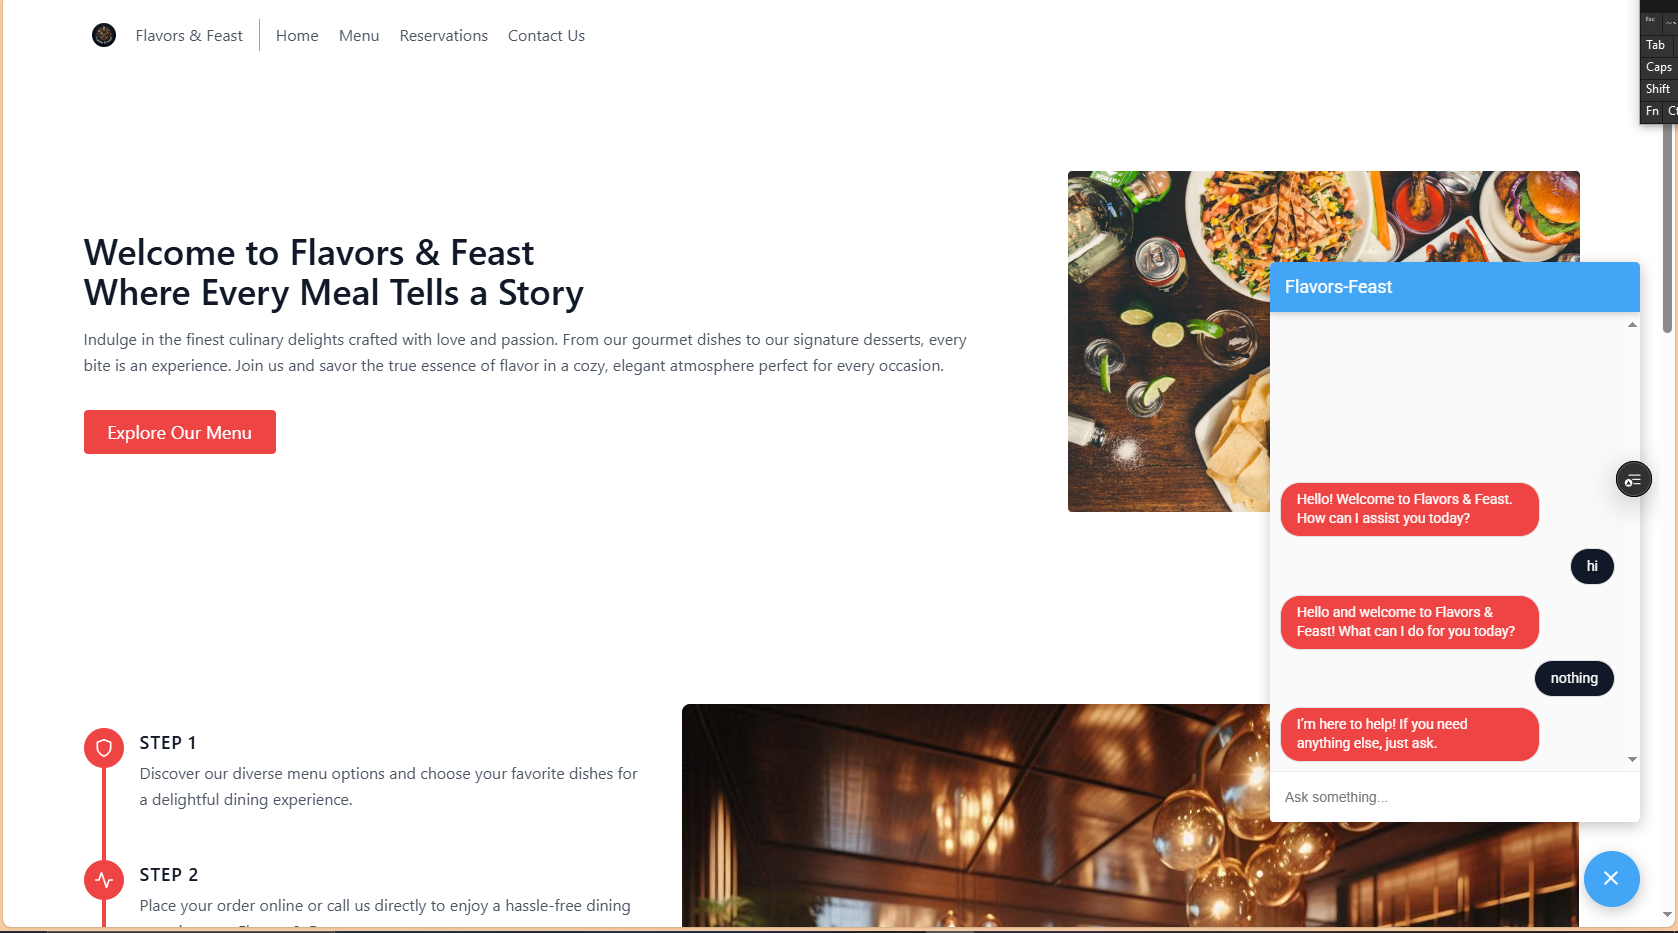 Flavors & Feast
Home
Menu
Reservations
Contact Us
Esc
Tab
Caps
Shift
Fn
Welcome to Flavors & Feast
Where Every Meal Tells a Story
Indulge in the finest culinary delights crafted with love and passion. From our gourmet dishes to our signature desserts, every
bite is an experience. Join us and savor the true essence of flavor in a cozy, elegant atmosphere perfect for every occasion.
Explore Our Menu
Flavors-Feast
Hello! Welcome to Flavors & Feast.
How can I assist you today?
hi
Hello and welcome to Flavors &
Feast! What can I do for you today?
nothing
I'm here to help! If you need
anything else, just ask.
Ask something...
STEP 1
Discover our diverse menu options and choose your favorite dishes for
a delightful dining experience.
STEP 2
Place your order online or call us directly to enjoy a hassle-free dining